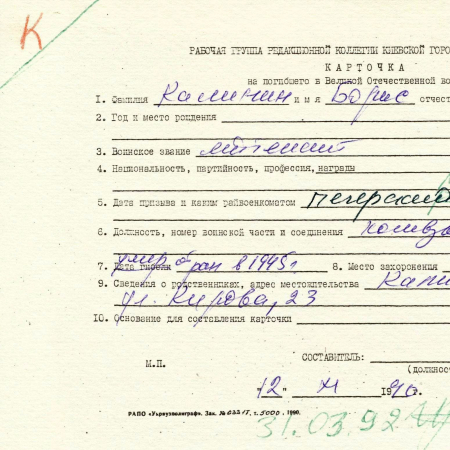 К
РАБОЧАЯ ГРУППА РЕДАКЦИОННОЙ КОЛЛЕГИИ КИЕВСКОЙ ГОРО
КАРТОЧКА
на погибшего в Великой Отечественной во
1. Фамилия Калинин имя Борис отчест
2. Год и место рождения
3. Воинское звание лейтенант
4. Национальность, партийность, профессия, награды
5. Дата призыва и каким райвоенкоматом Печерский
6. Должность, номер воинской части и соединения комвзв
7. Дата гибели умер от ран в 1945 г 8. Место захоронения
9. Сведения о родственниках, адрес местожительства Кали
ул. Кирова, 23
10. Основание для составления карточки
СОСТАВИТЕЛЬ:
М.П. (должнос
"12" XI 1990
РАПО «Укрвузполиграф». Зак. т. 5000. 1990.
31.03.92